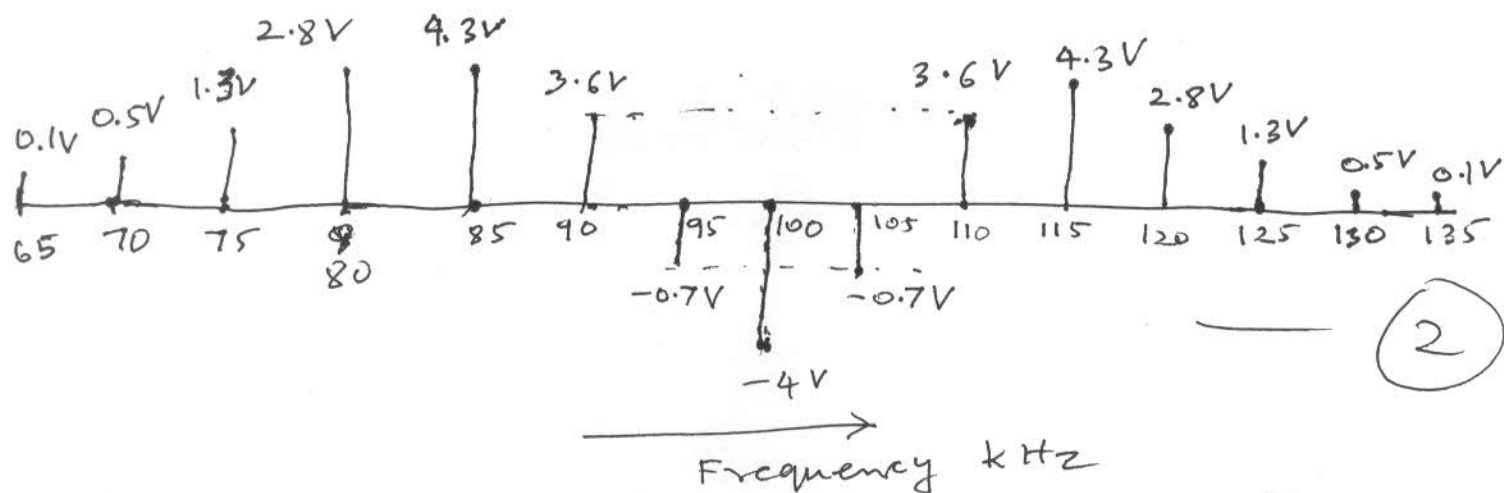 0.1V 0.5V 1.3V 2.8V 4.3V 3.6V 3.6V 4.3V 2.8V 1.3V 0.5V 0.1V
65 70 75 80 85 90 95 100 105 110 115 120 125 130 135
-0.7V -0.7V
-4V
2
Frequency kHz